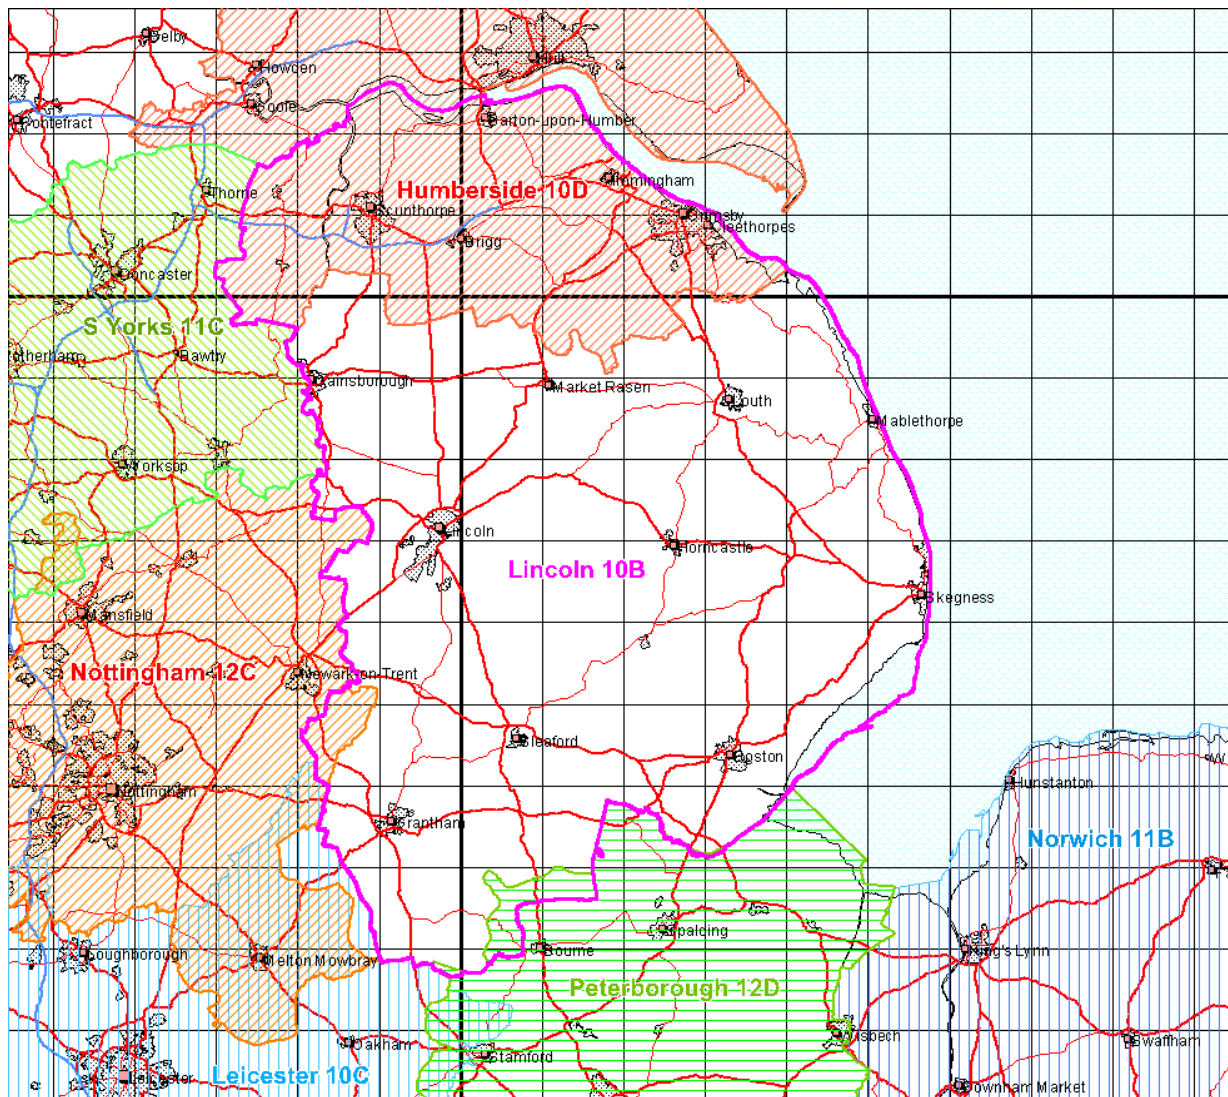 Selby
Howden
Hull
Goole
Pontefract
Barton-upon-Humber
Thorne
Humberside 10D
Immingham
Scunthorpe
Grimsby
Cleethorpes
Brigg
Doncaster
S Yorks 11C
Rotherham
Bawtry
Gainsborough
Market Rasen
Louth
Mablethorpe
Worksop
Lincoln
Horncastle
Lincoln 10B
Skegness
Mansfield
Nottingham 12C
Newark-on-Trent
Sleaford
Boston
W
Hunstanton
Nottingham
Grantham
Norwich 11B
Spalding
Loughborough
Bourne
King's Lynn
Melton Mowbray
Peterborough 12D
Wisbech
Oakham
Swaffham
Stamford
Leicester 10C
Leicester
Downham Market